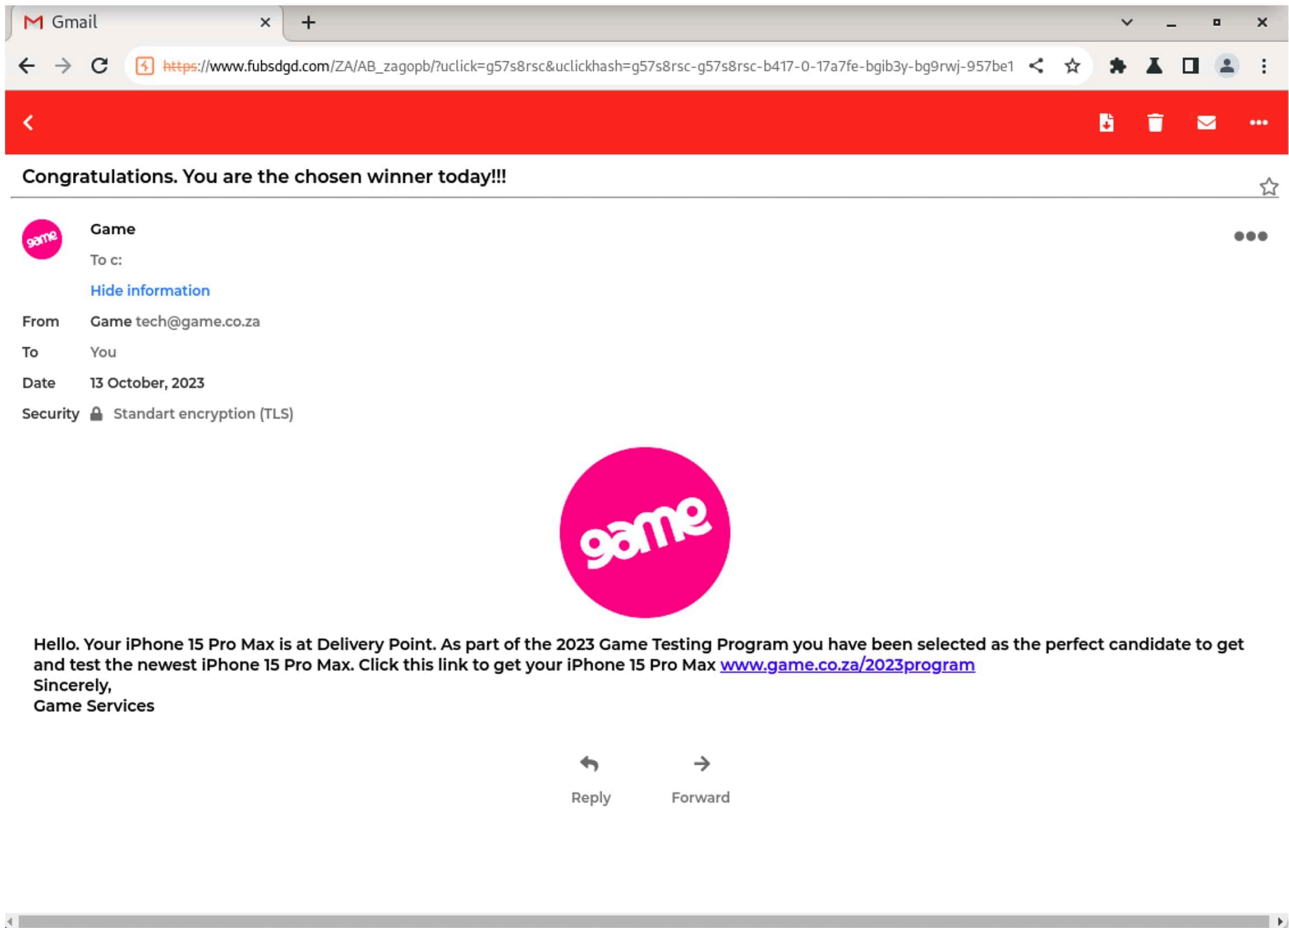 Gmail
https://www.fubsdgd.com/ZA/AB_zagopb/?uclick=g57s8rsc&uclickhash=g57s8rsc-g57s8rsc-b417-0-17a7fe-bgib3y-bg9rwj-957be1
Congratulations. You are the chosen winner today!!!
game
Game
To c:
Hide information
From Game tech@game.co.za
To You
Date 13 October, 2023
Security Standart encryption (TLS)
game
Hello. Your iPhone 15 Pro Max is at Delivery Point. As part of the 2023 Game Testing Program you have been selected as the perfect candidate to get
and test the newest iPhone 15 Pro Max. Click this link to get your iPhone 15 Pro Max www.game.co.za/2023program
Sincerely,
Game Services
Reply Forward